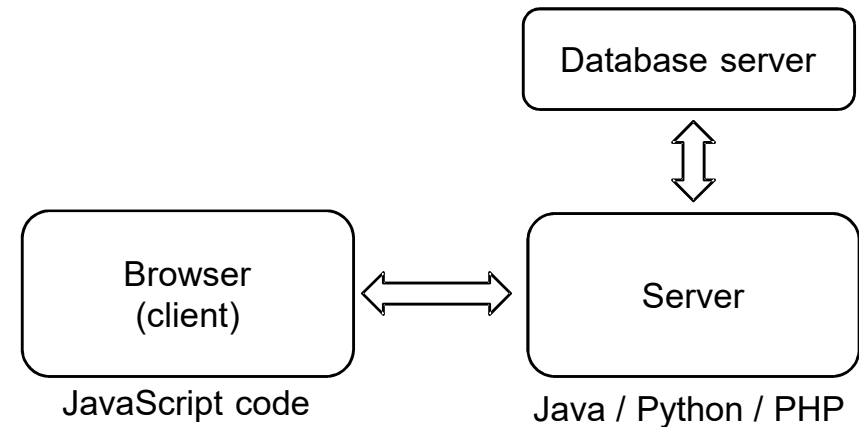 Database server
Browser
(client)
Server
JavaScript code
Java / Python / PHP